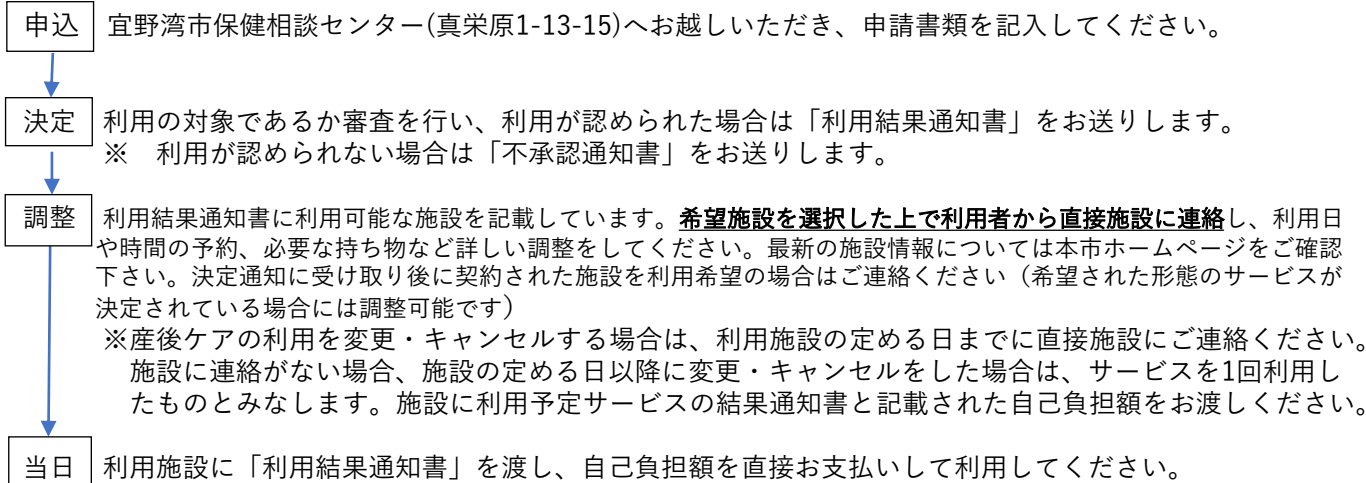 申込 宜野湾市保健相談センター(真栄原1-13-15)へお越しいただき、申請書類を記入してください。
決定 利用の対象であるか審査を行い、利用が認められた場合は「利用結果通知書」をお送りします。
※　利用が認められない場合は「不承認通知書」をお送りします。
調整 利用結果通知書に利用可能な施設を記載しています。希望施設を選択した上で利用者から直接施設に連絡し、利用日
や時間の予約、必要な持ち物など詳しい調整をしてください。最新の施設情報については本市ホームページをご確認
下さい。決定通知に受け取り後に契約された施設を利用希望の場合はご連絡ください（希望された形態のサービスが
決定されている場合には調整可能です）
※産後ケアの利用を変更・キャンセルする場合は、利用施設の定める日までに直接施設にご連絡ください。
施設に連絡がない場合、施設の定める日以降に変更・キャンセルをした場合は、サービスを1回利用し
たものとみなします。施設に利用予定サービスの結果通知書と記載された自己負担額をお渡しください。
当日 利用施設に「利用結果通知書」を渡し、自己負担額を直接お支払いして利用してください。